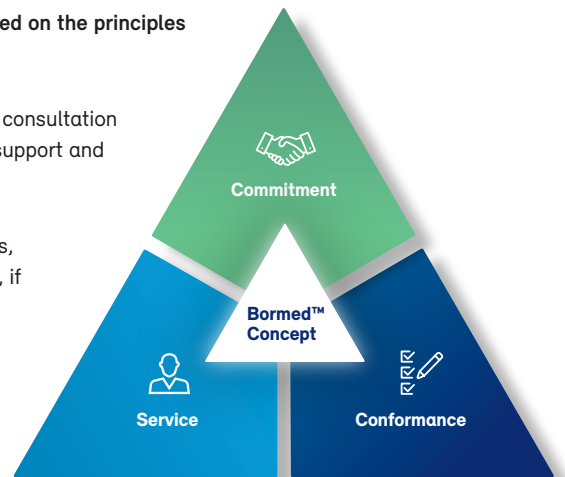 ed on the principles
consultation
support and
s,
, if
Commitment
Bormed™
Concept
Service
Conformance